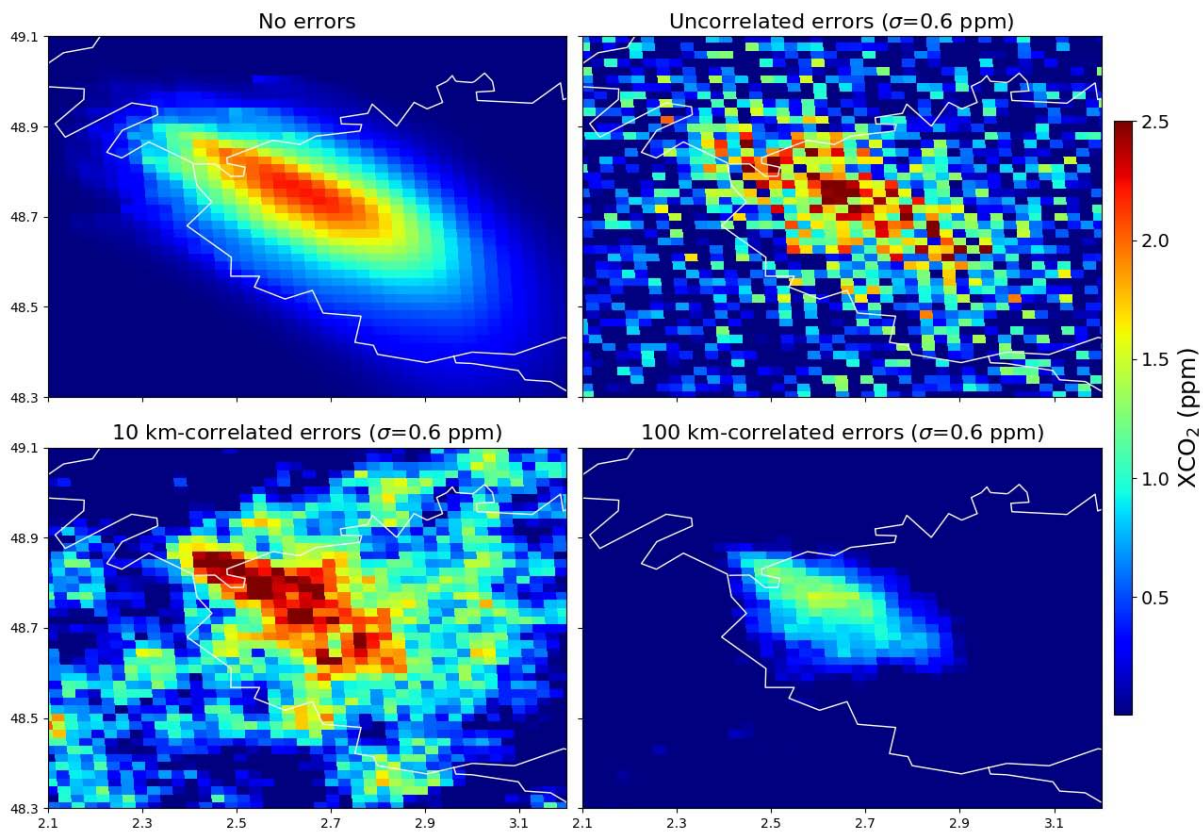 No errors
Uncorrelated errors (σ=0.6 ppm)
49.1
48.9
48.7
48.5
48.3
2.5
2.0
1.5
1.0
0.5
XCO₂ (ppm)
10 km-correlated errors (σ=0.6 ppm)
100 km-correlated errors (σ=0.6 ppm)
49.1
48.9
48.7
48.5
48.3
2.1 2.3 2.5 2.7 2.9 3.1
2.1 2.3 2.5 2.7 2.9 3.1